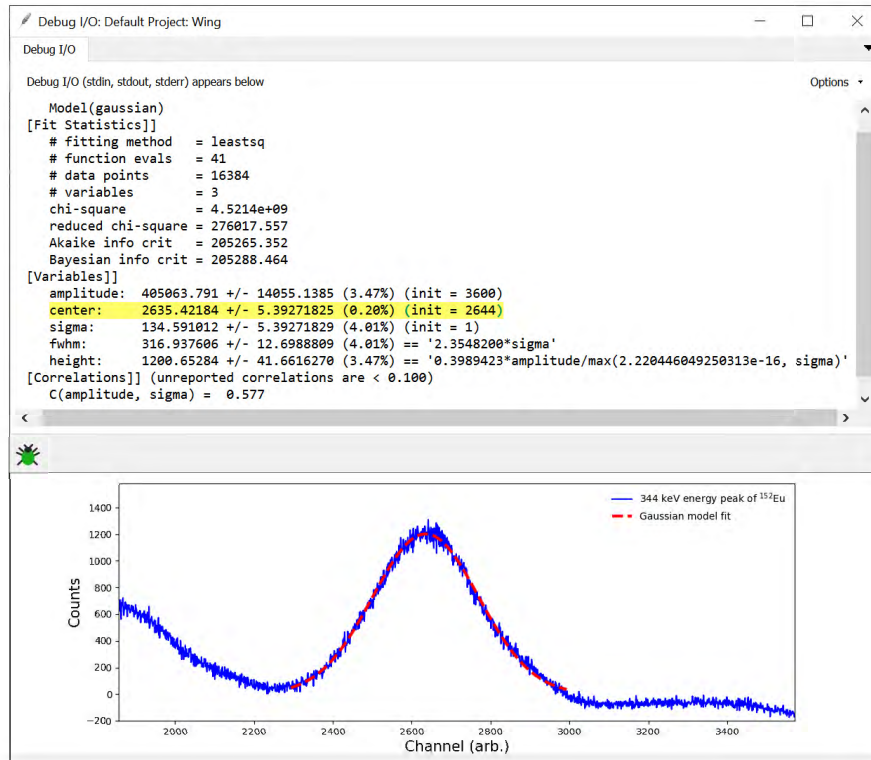 Debug I/O: Default Project: Wing
Debug I/O
Debug I/O (stdin, stdout, stderr) appears below
Options
Model(gaussian)
[Fit Statistics]]
# fitting method = leastsq
# function evals = 41
# data points = 16384
# variables = 3
chi-square = 4.5214e+09
reduced chi-square = 276017.557
Akaike info crit = 205265.352
Bayesian info crit = 205288.464
[Variables]]
amplitude: 405063.791 +/- 14055.1385 (3.47%) (init = 3600)
center: 2635.42184 +/- 5.39271825 (0.20%) (init = 2644)
sigma: 134.591012 +/- 5.39271829 (4.01%) (init = 1)
fwhm: 316.937606 +/- 12.6988809 (4.01%) == '2.3548200*sigma'
height: 1200.65284 +/- 41.6616270 (3.47%) == '0.3989423*amplitude/max(2.220446049250313e-16, sigma)'
[Correlations]] (unreported correlations are < 0.100)
C(amplitude, sigma) = 0.577
344 keV energy peak of ¹⁵²Eu
Gaussian model fit
Counts
1400
1200
1000
800
600
400
200
0
−200
2000 2200 2400 2600 2800 3000 3200 3400
Channel (arb.)